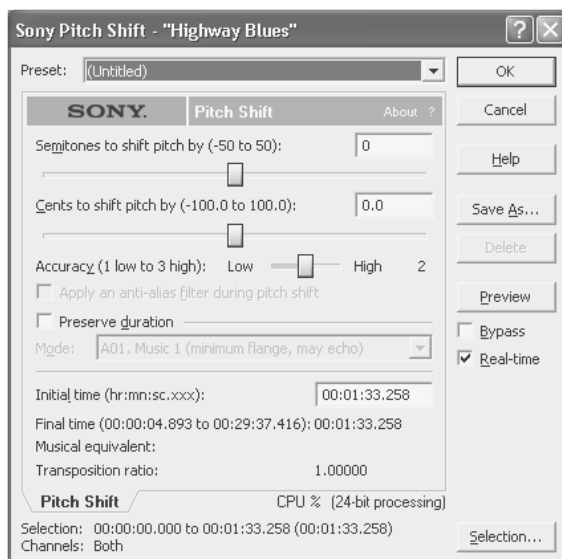 Sony Pitch Shift - "Highway Blues"
Preset: (Untitled)
OK
SONY. Pitch Shift About ?
Cancel
Semitones to shift pitch by (-50 to 50): 0
Help
Cents to shift pitch by (-100.0 to 100.0): 0.0
Save As...
Delete
Accuracy (1 low to 3 high): Low High 2
Apply an anti-alias filter during pitch shift
Preview
Preserve duration
Bypass
Mode: A01. Music 1 (minimum flange, may echo)
Real-time
Initial time (hr:mn:sc.xxx): 00:01:33.258
Final time (00:00:04.893 to 00:29:37.416): 00:01:33.258
Musical equivalent:
Transposition ratio: 1.00000
Pitch Shift CPU % (24-bit processing)
Selection: 00:00:00.000 to 00:01:33.258 (00:01:33.258)
Channels: Both
Selection...